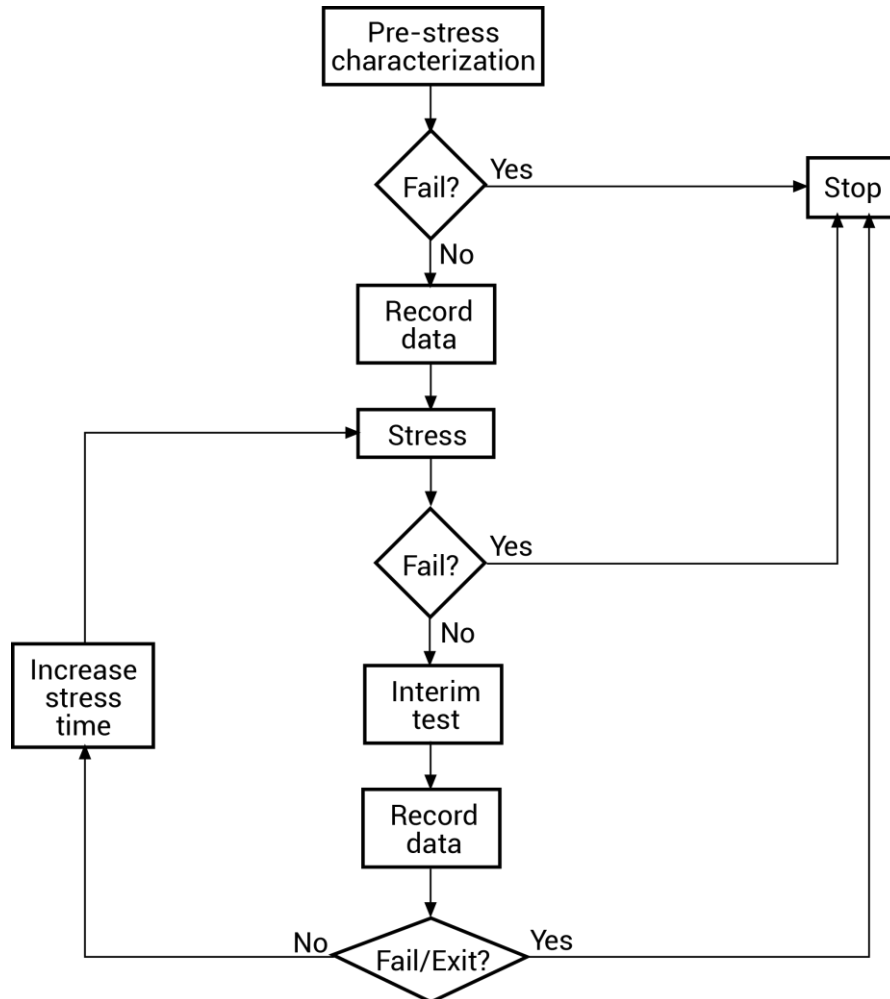 Pre-stress
characterization
Fail?
Yes
Stop
No
Record
data
Stress
Fail?
Yes
No
Increase
stress
time
Interim
test
Record
data
No
Fail/Exit?
Yes